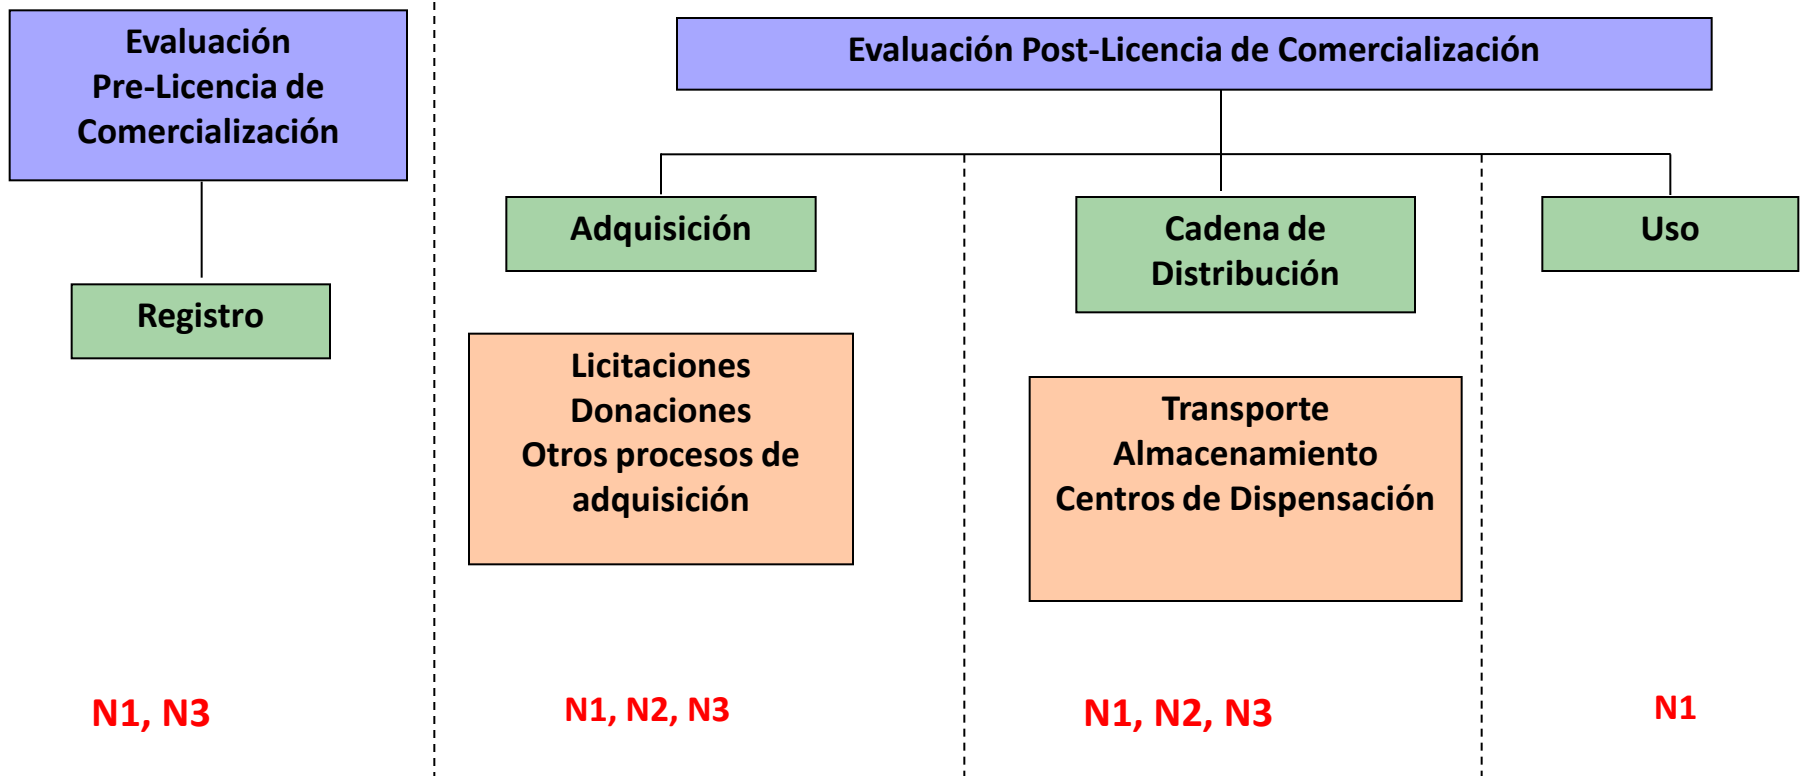 Evaluación
Pre-Licencia de
Comercialización
Registro
N1, N3
Evaluación Post-Licencia de Comercialización
Adquisición
Licitaciones
Donaciones
Otros procesos de
adquisición
N1, N2, N3
Cadena de
Distribución
Transporte
Almacenamiento
Centros de Dispensación
N1, N2, N3
Uso
N1